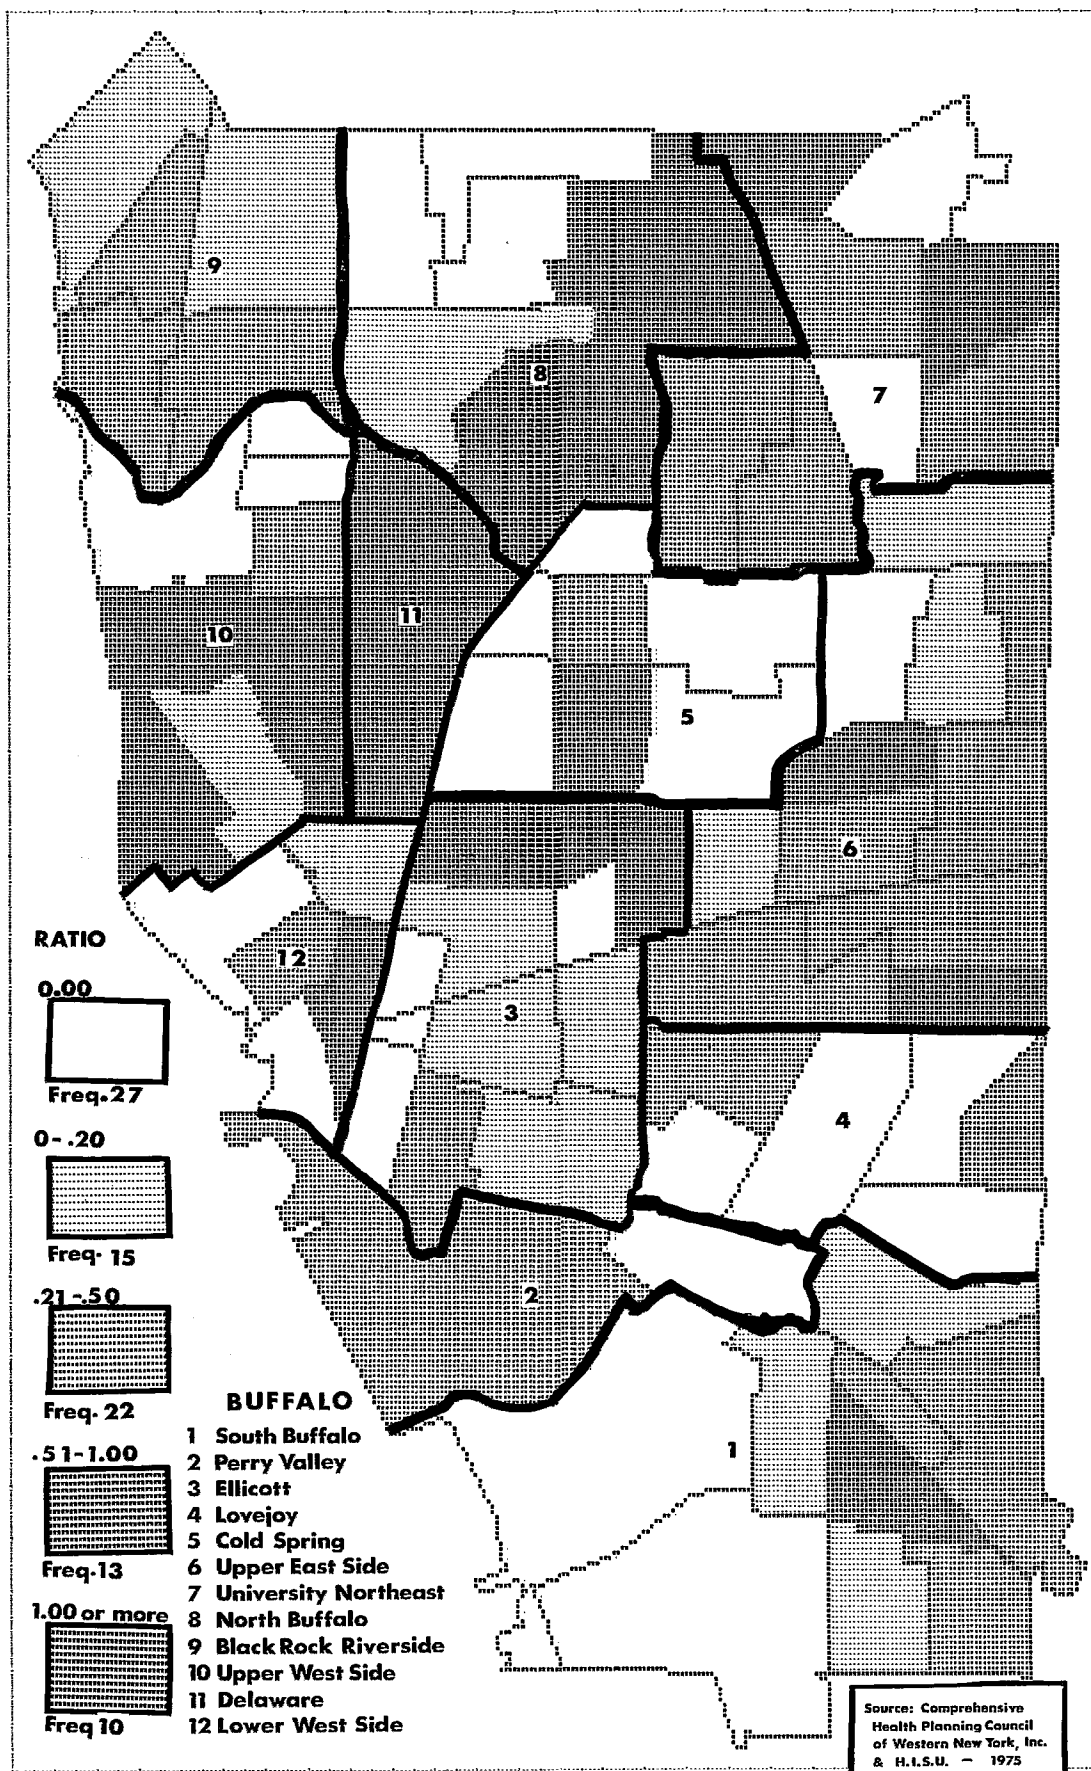 9
8
7
11
10
5
6
12
3
4
2
1
RATIO
0.00
Freq.27
0-.20
Freq. 15
.21-.50
Freq. 22
.51-1.00
Freq.13
1.00 or more
Freq 10
BUFFALO
1 South Buffalo
2 Perry Valley
3 Ellicott
4 Lovejoy
5 Cold Spring
6 Upper East Side
7 University Northeast
8 North Buffalo
9 Black Rock Riverside
10 Upper West Side
11 Delaware
12 Lower West Side
Source: Comprehensive
Health Planning Council
of Western New York, Inc.
& H.I.S.U. — 1975